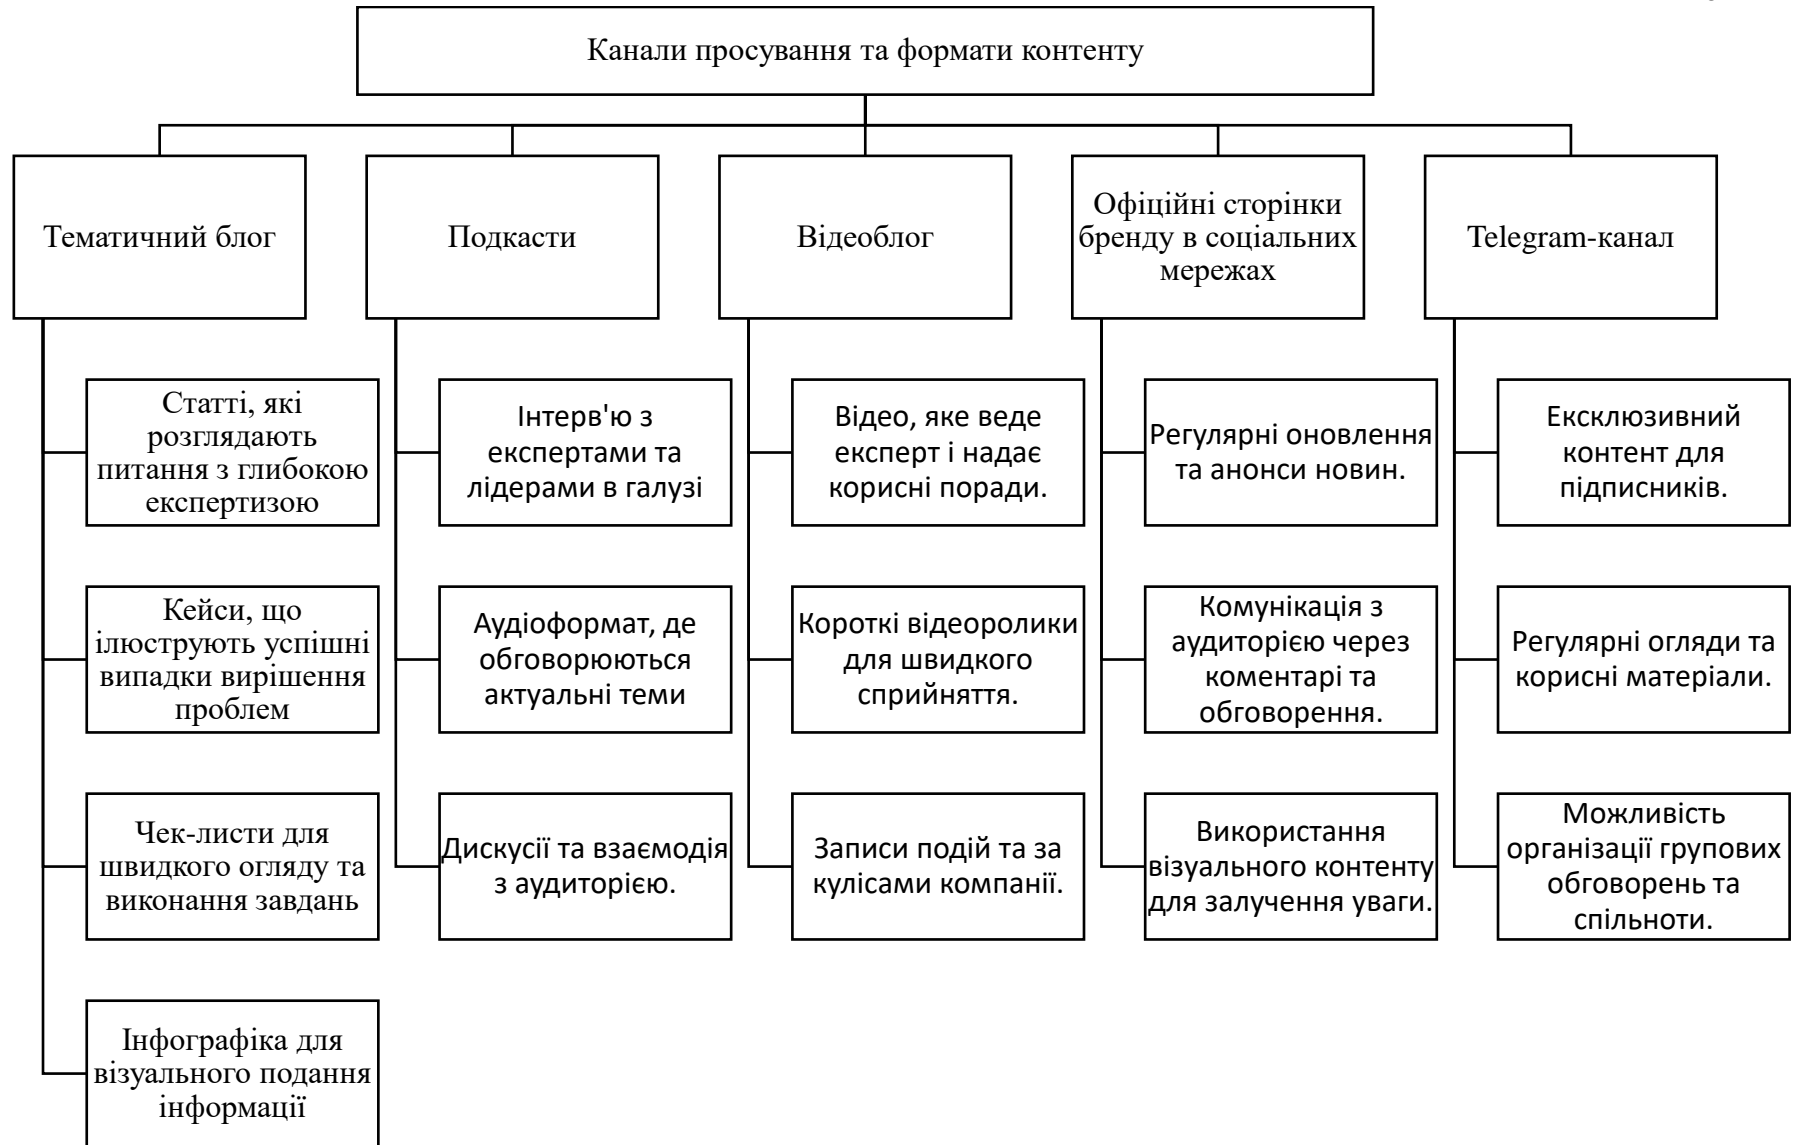 Канали просування та формати контенту
Тематичний блог
Статті, які
розглядають
питання з глибокою
експертизою
Кейси, що
ілюструють успішні
випадки вирішення
проблем
Чек-листи для
швидкого огляду та
виконання завдань
Інфографіка для
візуального подання
інформації
Подкасти
Інтерв'ю з
експертами та
лідерами в галузі
Аудіоформат, де
обговорюються
актуальні теми
Дискусії та взаємодія
з аудиторією.
Відеоблог
Відео, яке веде
експерт і надає
корисні поради.
Короткі відеоролики
для швидкого
сприйняття.
Записи подій та за
кулісами компанії.
Офіційні сторінки
бренду в соціальних
мережах
Регулярні оновлення
та анонси новин.
Комунікація з
аудиторією через
коментарі та
обговорення.
Використання
візуального контенту
для залучення уваги.
Telegram-канал
Ексклюзивний
контент для
підписників.
Регулярні огляди та
корисні матеріали.
Можливість
організації групових
обговорень та
спільноти.